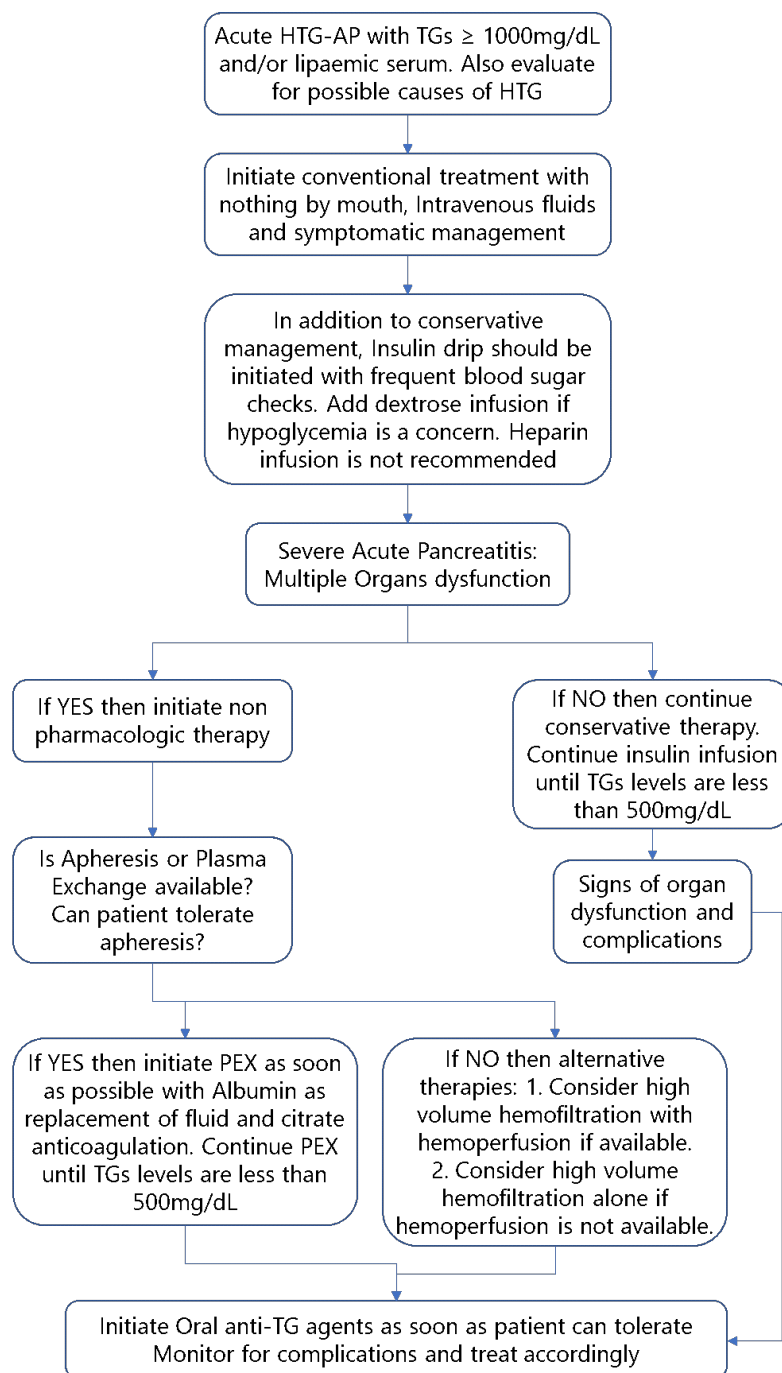 Acute HTG-AP with TGs ≥ 1000mg/dL
and/or lipaemic serum. Also evaluate
for possible causes of HTG
Initiate conventional treatment with
nothing by mouth, Intravenous fluids
and symptomatic management
In addition to conservative
management, Insulin drip should be
initiated with frequent blood sugar
checks. Add dextrose infusion if
hypoglycemia is a concern. Heparin
infusion is not recommended
Severe Acute Pancreatitis:
Multiple Organs dysfunction
If YES then initiate non
pharmacologic therapy
If NO then continue
conservative therapy.
Continue insulin infusion
until TGs levels are less
than 500mg/dL
Is Apheresis or Plasma
Exchange available?
Can patient tolerate
apheresis?
Signs of organ
dysfunction and
complications
If YES then initiate PEX as soon
as possible with Albumin as
replacement of fluid and citrate
anticoagulation. Continue PEX
until TGs levels are less than
500mg/dL
If NO then alternative
therapies: 1. Consider high
volume hemofiltration with
hemoperfusion if available.
2. Consider high volume
hemofiltration alone if
hemoperfusion is not available.
Initiate Oral anti-TG agents as soon as patient can tolerate
Monitor for complications and treat accordingly